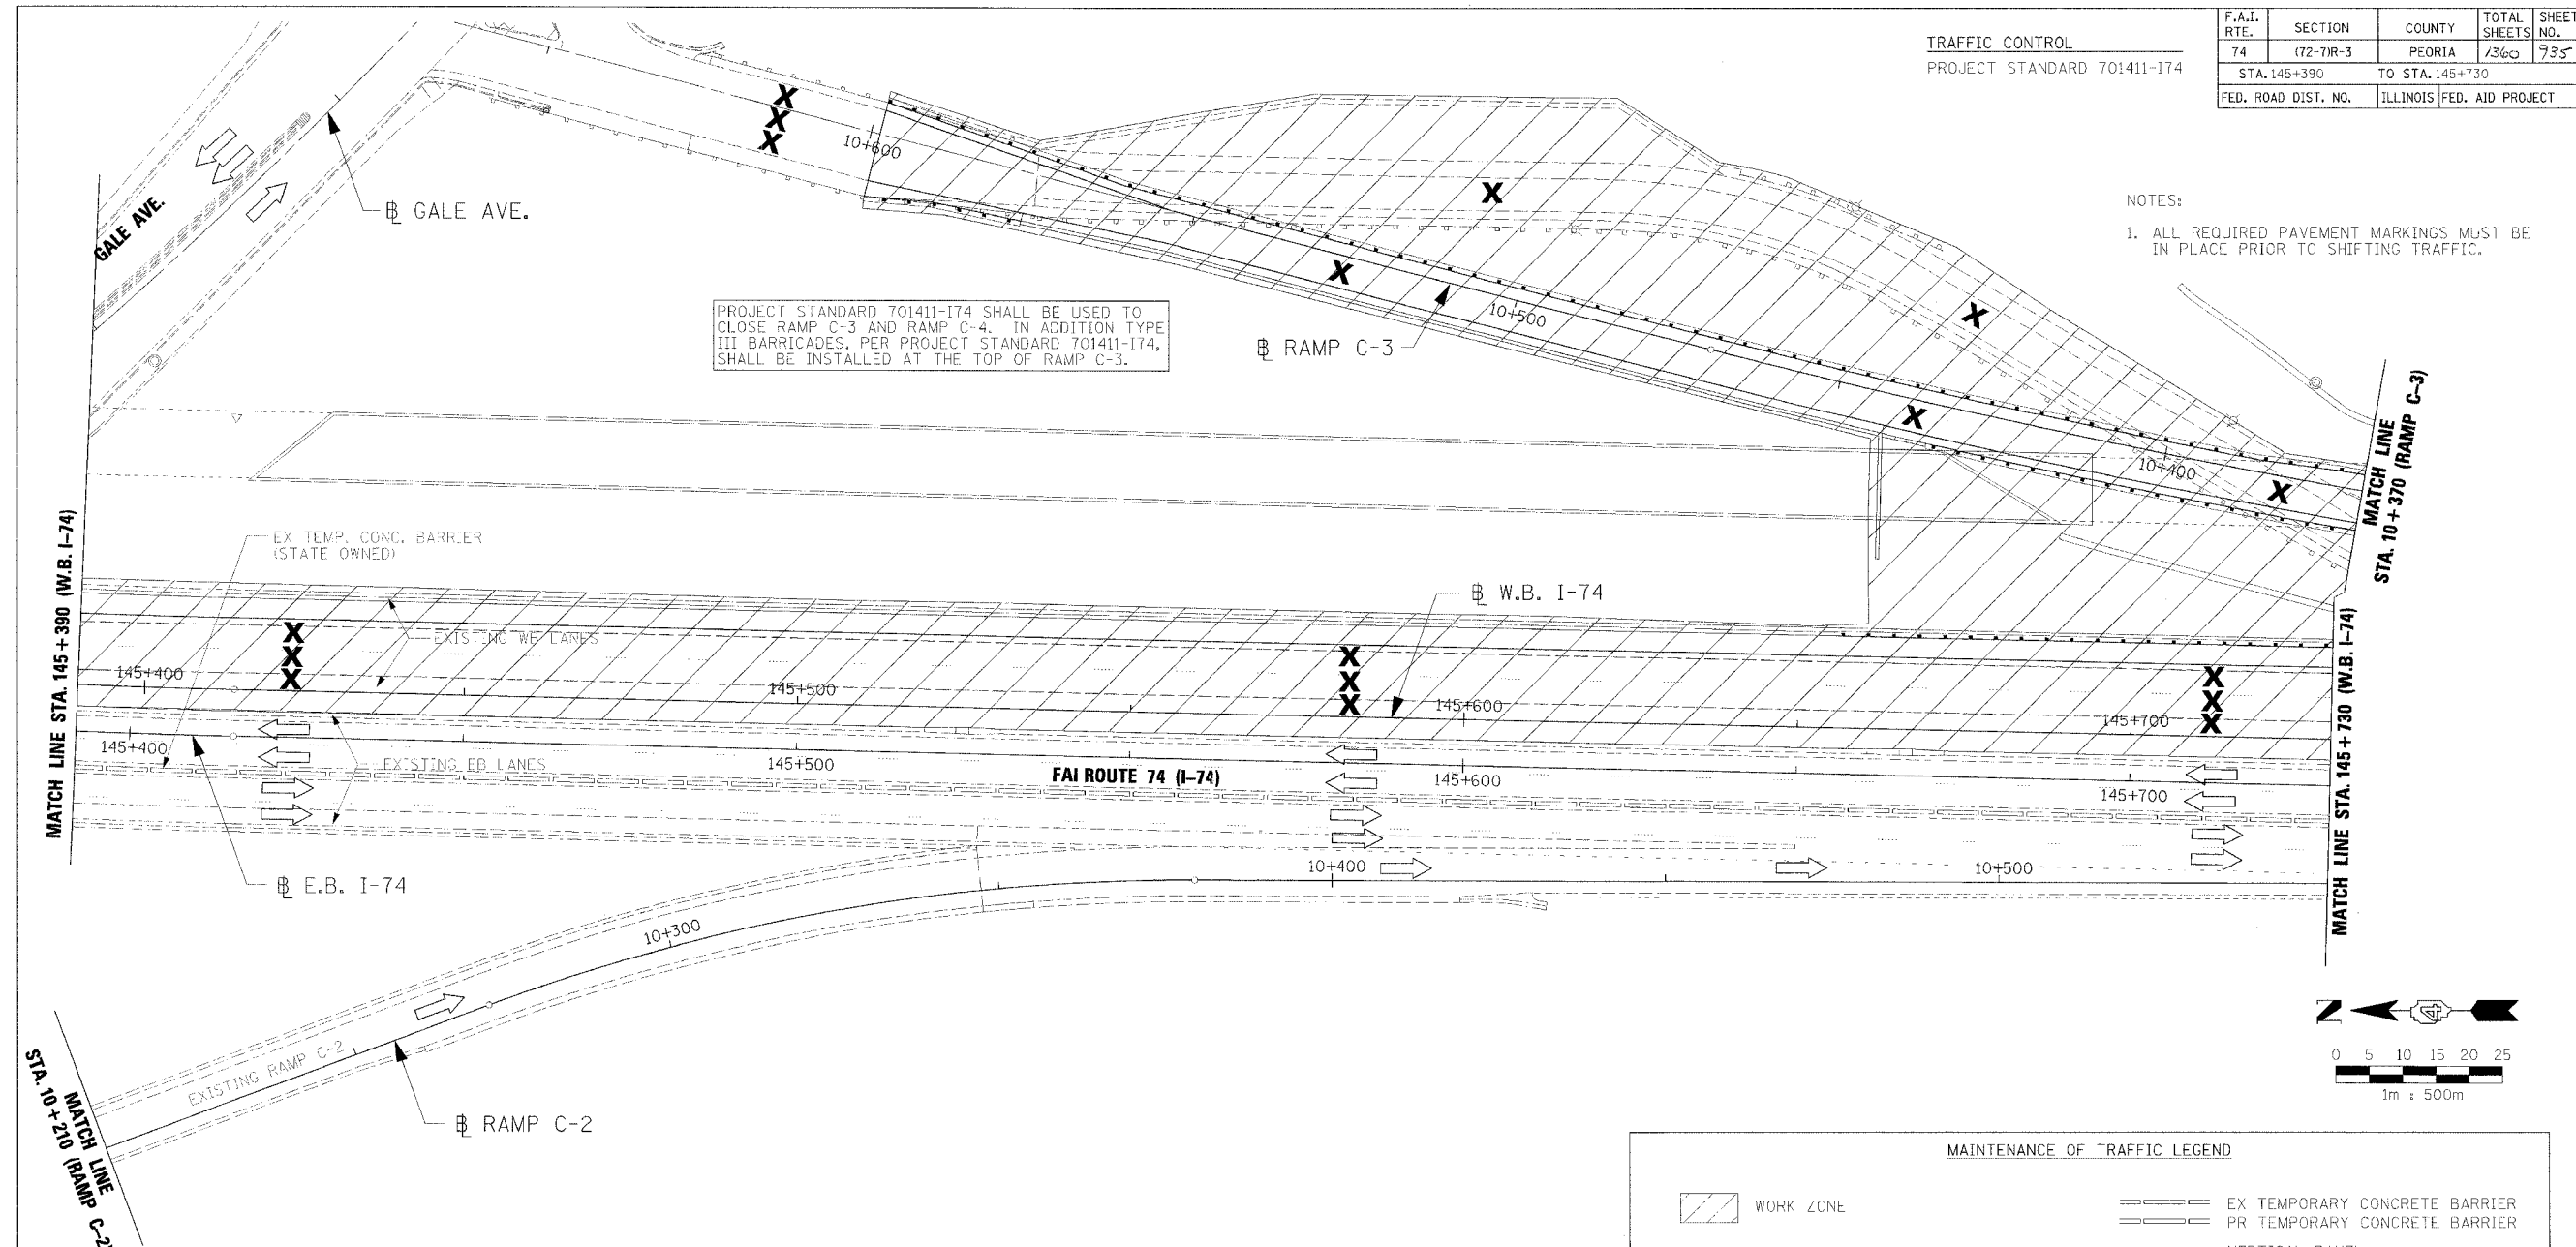 TRAFFIC CONTROL
PROJECT STANDARD 701411-I74
F.A.I. RTE. SECTION COUNTY TOTAL SHEETS SHEET NO.
74 (72-7)R-3 PEORIA 1360 935
STA.145+390 TO STA.145+730
FED. ROAD DIST. NO. ILLINOIS FED. AID PROJECT
NOTES:
1. ALL REQUIRED PAVEMENT MARKINGS MUST BE
IN PLACE PRIOR TO SHIFTING TRAFFIC.
GALE AVE.
℄ GALE AVE.
X
X
X
10+600
X
X
X
X
X
10+500
10+400
℄ RAMP C-3
PROJECT STANDARD 701411-I74 SHALL BE USED TO
CLOSE RAMP C-3 AND RAMP C-4. IN ADDITION TYPE
III BARRICADES, PER PROJECT STANDARD 701411-I74,
SHALL BE INSTALLED AT THE TOP OF RAMP C-3.
MATCH LINE
STA. 10+370 (RAMP C-3)
MATCH LINE STA. 145+390 (W.B. I-74)
EX TEMP. CONC. BARRIER
(STATE OWNED)
EXISTING WB LANES
℄ W.B. I-74
X
X
X
X
X
X
X
X
X
145+400
145+500
145+600
145+700
145+400
145+500
145+600
145+700
EXISTING EB LANES
FAI ROUTE 74 (I-74)
MATCH LINE STA. 145+730 (W.B. I-74)
℄ E.B. I-74
10+300
10+400
10+500
EXISTING RAMP C-2
℄ RAMP C-2
MATCH LINE
STA. 10+210 (RAMP C-2)
Z
0 5 10 15 20 25
1m : 500m
MAINTENANCE OF TRAFFIC LEGEND
WORK ZONE
EX TEMPORARY CONCRETE BARRIER
PR TEMPORARY CONCRETE BARRIER